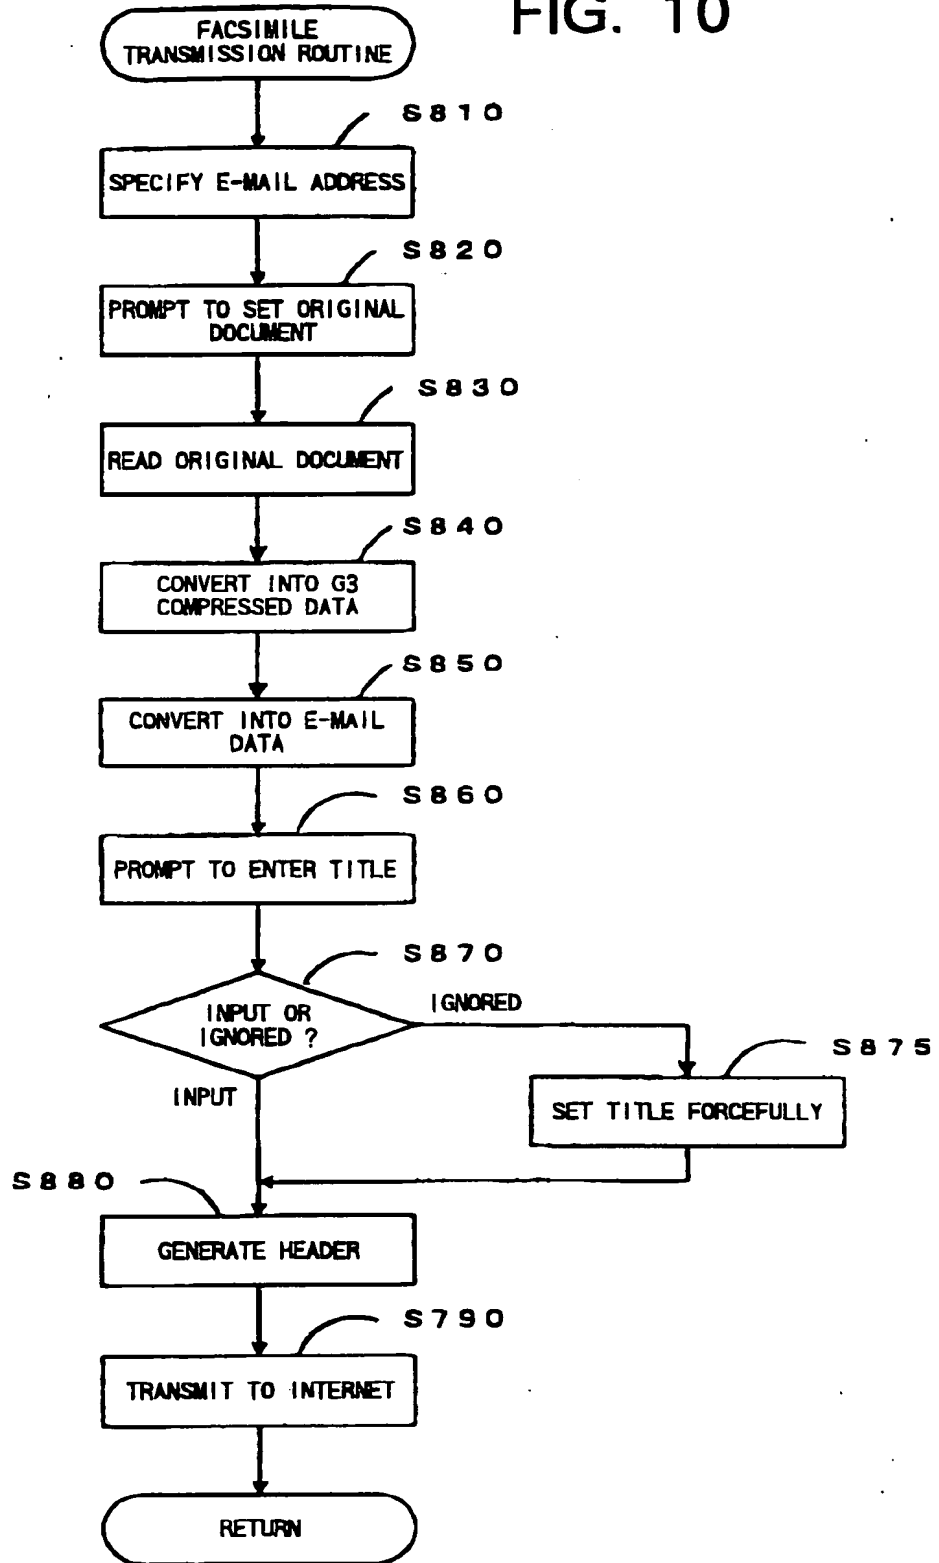 FIG. 10
FACSIMILE
TRANSMISSION ROUTINE
S810
SPECIFY E-MAIL ADDRESS
S820
PROMPT TO SET ORIGINAL
DOCUMENT
S830
READ ORIGINAL DOCUMENT
S840
CONVERT INTO G3
COMPRESSED DATA
S850
CONVERT INTO E-MAIL
DATA
S860
PROMPT TO ENTER TITLE
S870
INPUT OR
IGNORED ?
IGNORED
INPUT
S875
SET TITLE FORCEFULLY
S880
GENERATE HEADER
S790
TRANSMIT TO INTERNET
RETURN